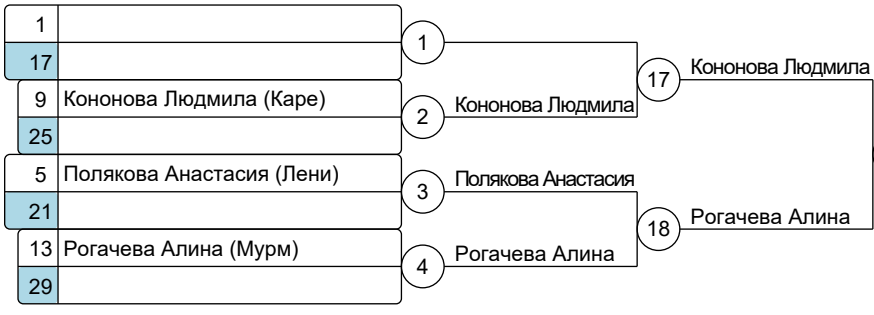 1
17
9 Кононова Людмила (Каре)
25
5 Полякова Анастасия (Лени)
21
13 Рогачева Алина (Мурм)
29
1
2
3
4
Кононова Людмила
Полякова Анастасия
Рогачева Алина
17
18
Кононова Людмила
Рогачева Алина